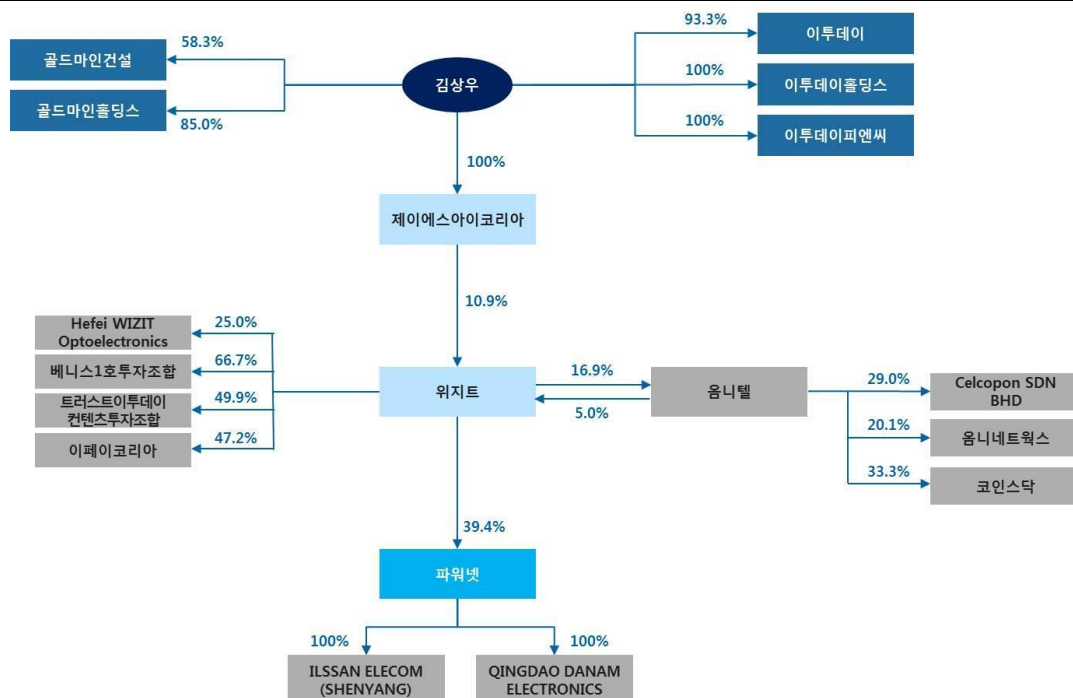 93.3%
58.3%
이투데이
골드마인건설
김상우
100%
이투데이홀딩스
골드마인홀딩스
85.0%
100%
이투데이피엔씨
100%
제이에스아이코리아
10.9%
Hefei WIZIT
Optoelectronics
25.0%
베니스1호투자조합
66.7%
트러스트이투데이
컨텐츠투자조합
49.9%
이페이코리아
47.2%
위지트
16.9%
5.0%
옴니텔
29.0%
Celcopon SDN
BHD
20.1%
옴니네트웍스
33.3%
코인스닥
39.4%
파워넷
100%
100%
ILSSAN ELECOM
(SHENYANG)
QINGDAO DANAM
ELECTRONICS